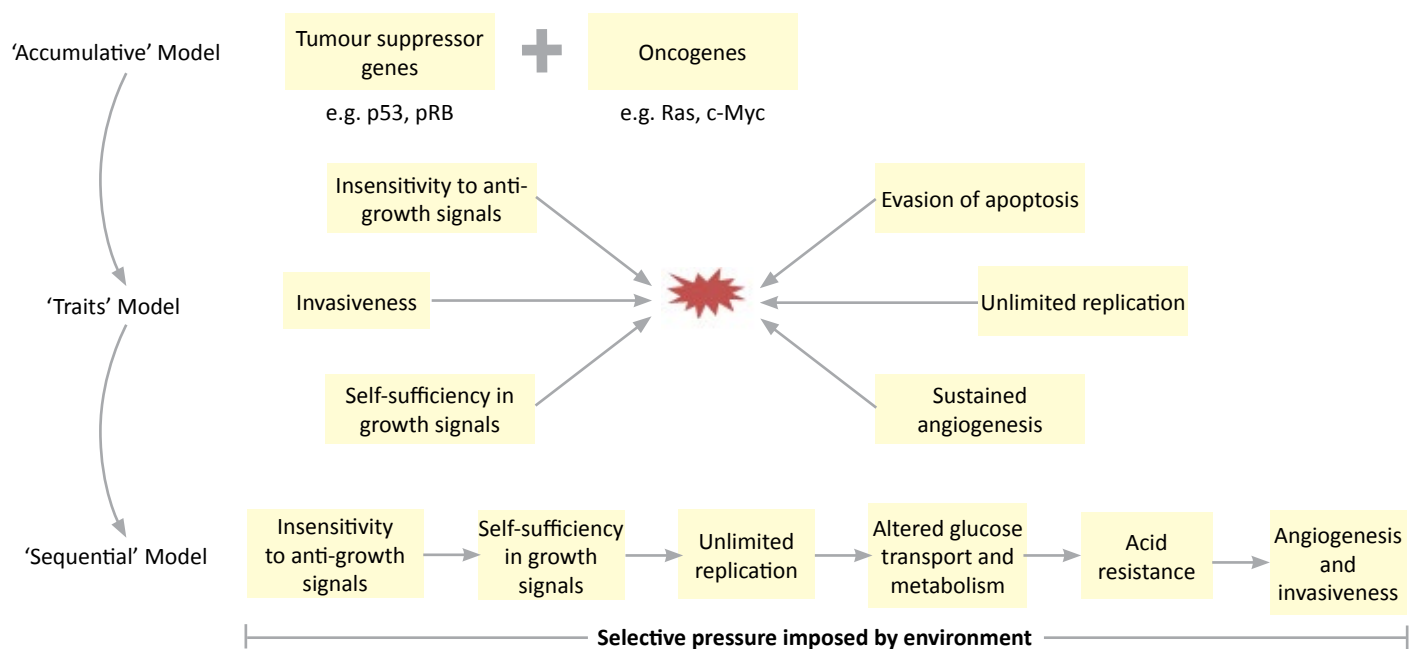 ‘Accumulative’ Model
Tumour suppressor
genes
Oncogenes
e.g. p53, pRB
e.g. Ras, c-Myc
Insensitivity to anti-
growth signals
Evasion of apoptosis
‘Traits’ Model
Invasiveness
Unlimited replication
Self-sufficiency in
growth signals
Sustained
angiogenesis
‘Sequential’ Model
Insensitivity
to anti-growth
signals
Self-sufficiency
in growth
signals
Unlimited
replication
Altered glucose
transport and
metabolism
Acid
resistance
Angiogenesis
and
invasiveness
Selective pressure imposed by environment